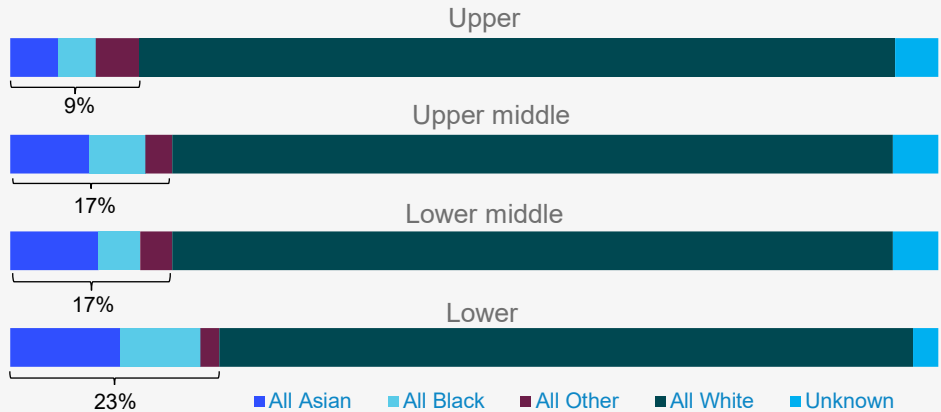 Upper
9%
Upper middle
17%
Lower middle
17%
Lower
23%
All Asian All Black All Other All White Unknown